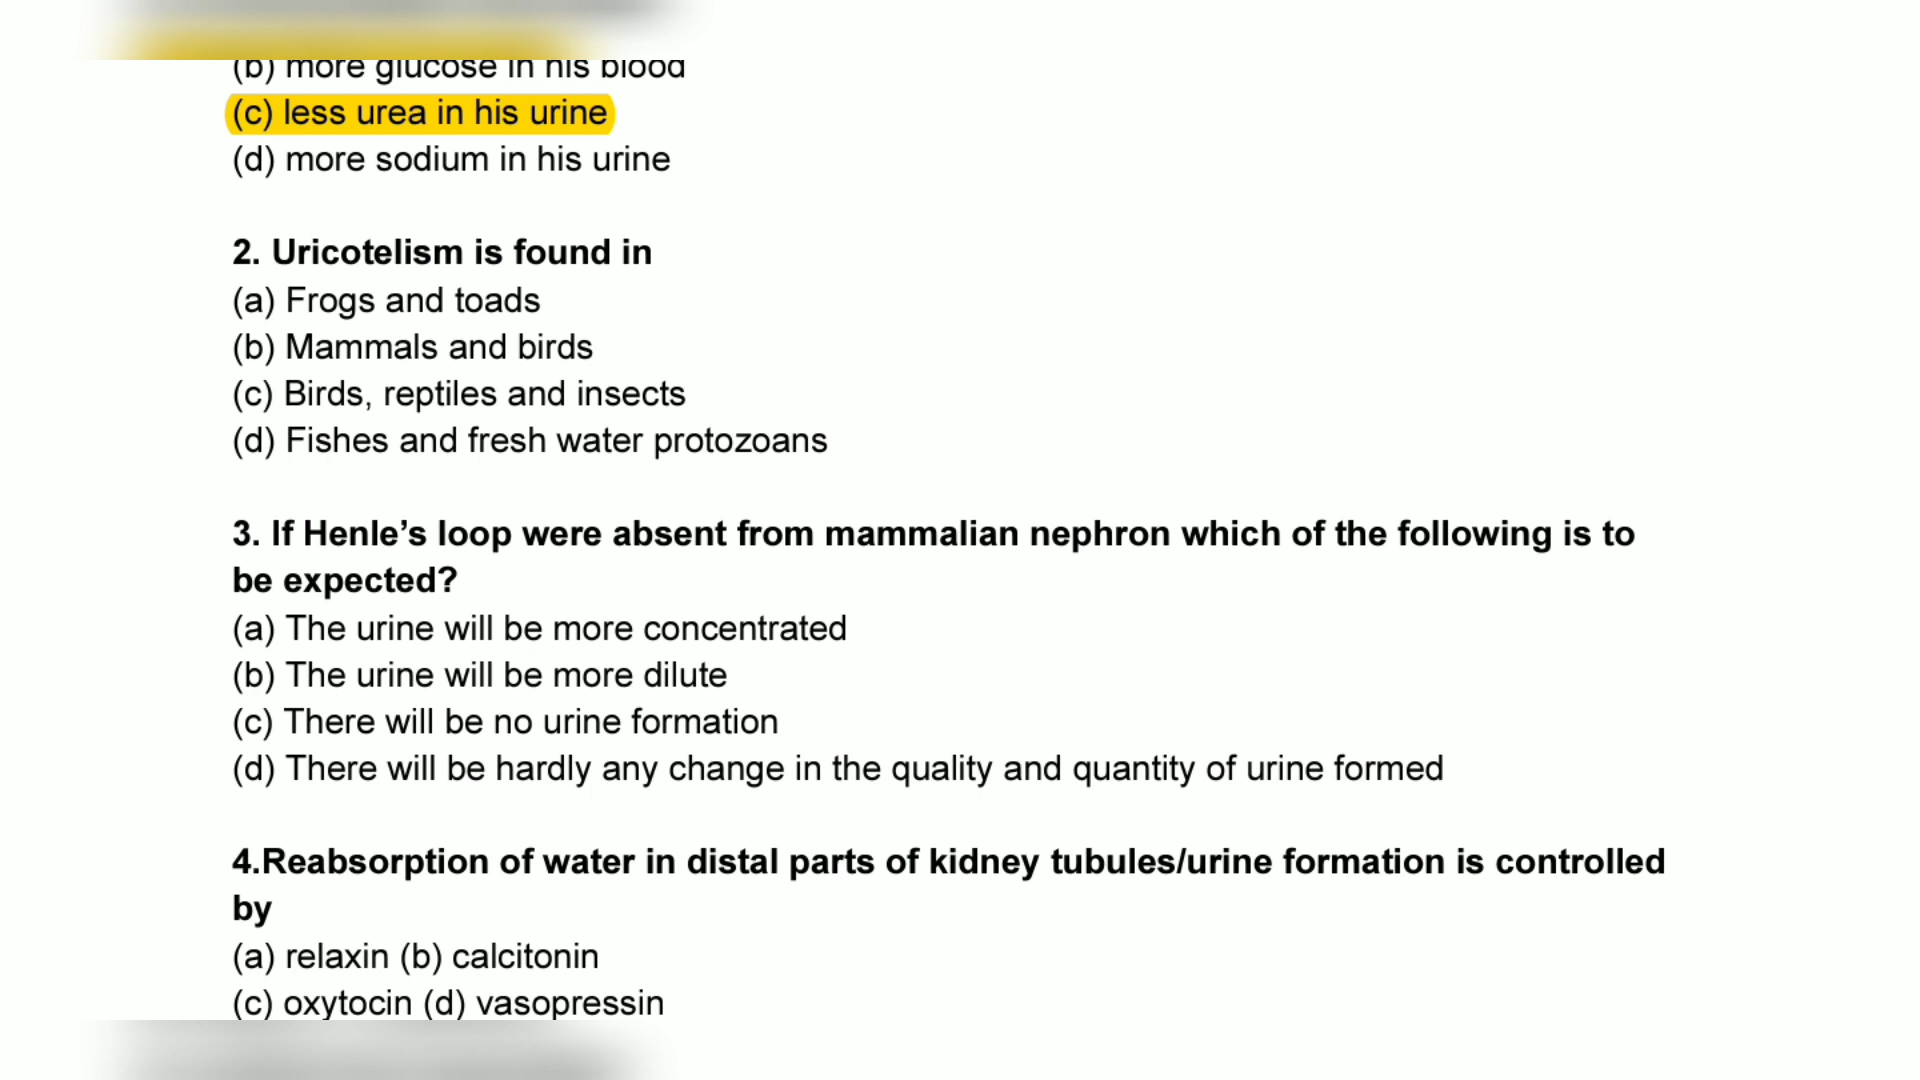 (b) more glucose in his blood
(c) less urea in his urine
(d) more sodium in his urine
2. Uricotelism is found in
(a) Frogs and toads
(b) Mammals and birds
(c) Birds, reptiles and insects
(d) Fishes and fresh water protozoans
3. If Henle’s loop were absent from mammalian nephron which of the following is to
be expected?
(a) The urine will be more concentrated
(b) The urine will be more dilute
(c) There will be no urine formation
(d) There will be hardly any change in the quality and quantity of urine formed
4.Reabsorption of water in distal parts of kidney tubules/urine formation is controlled
by
(a) relaxin (b) calcitonin
(c) oxytocin (d) vasopressin